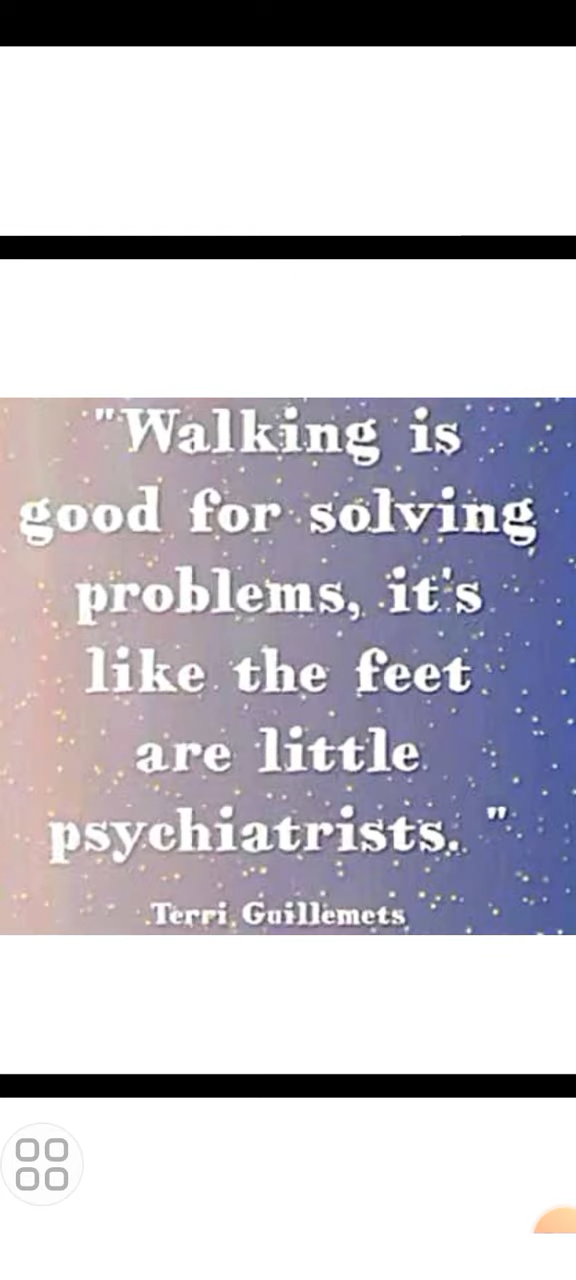 "Walking is
good for solving
problems, it's
like the feet
are little
psychiatrists. "
Terri Guillemets